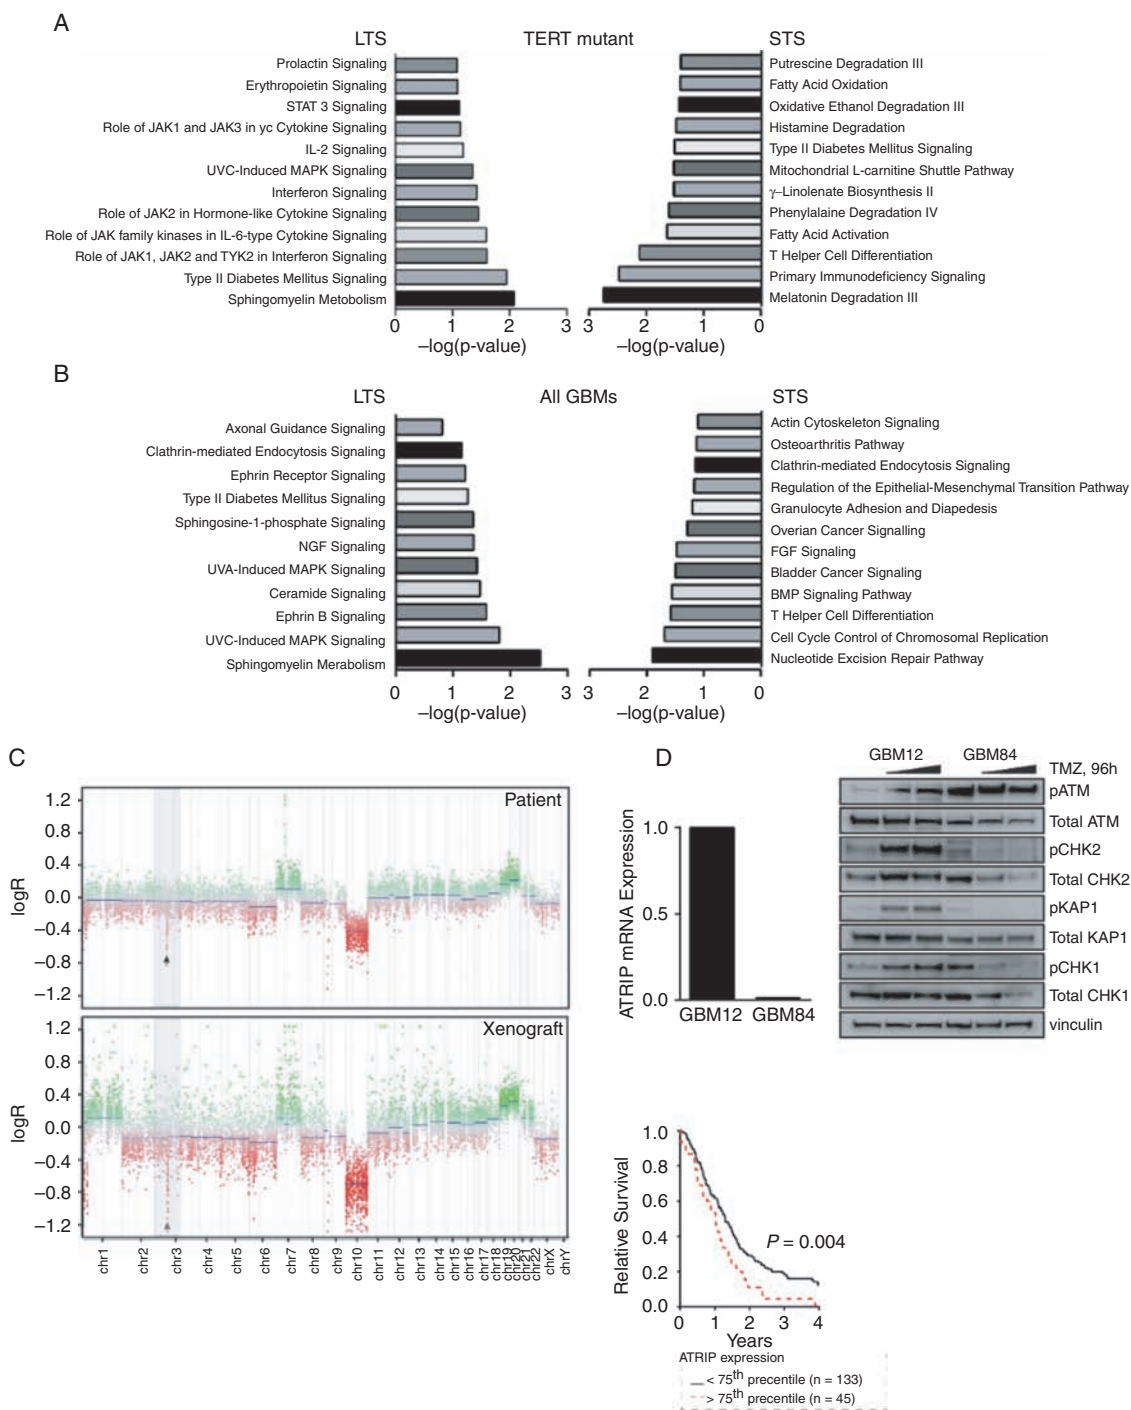 A
LTS
TERT mutant
STS
Prolactin Signaling
Erythropoietin Signaling
STAT 3 Signaling
Role of JAK1 and JAK3 in yc Cytokine Signaling
IL-2 Signaling
UVC-Induced MAPK Signaling
Interferon Signaling
Role of JAK2 in Hormone-like Cytokine Signaling
Role of JAK family kinases in IL-6-type Cytokine Signaling
Role of JAK1, JAK2 and TYK2 in Interferon Signaling
Type II Diabetes Mellitus Signaling
Sphingomyelin Metobolism
0 1 2 3
–log(p-value)
Putrescine Degradation III
Fatty Acid Oxidation
Oxidative Ethanol Degradation III
Histamine Degradation
Type II Diabetes Mellitus Signaling
Mitochondrial L-carnitine Shuttle Pathway
γ–Linolenate Biosynthesis II
Phenylalaine Degradation IV
Fatty Acid Activation
T Helper Cell Differentiation
Primary Immunodeficiency Signaling
Melatonin Degradation III
3 2 1 0
–log(p-value)
B
LTS
All GBMs
STS
Axonal Guidance Signaling
Clathrin-mediated Endocytosis Signaling
Ephrin Receptor Signaling
Type II Diabetes Mellitus Signaling
Sphingosine-1-phosphate Signaling
NGF Signaling
UVA-Induced MAPK Signaling
Ceramide Signaling
Ephrin B Signaling
UVC-Induced MAPK Signaling
Sphingomyelin Merabolism
0 1 2 3
–log(p-value)
Actin Cytoskeleton Signaling
Osteoarthritis Pathway
Clathrin-mediated Endocytosis Signaling
Regulation of the Epithelial-Mesenchymal Transition Pathway
Granulocyte Adhesion and Diapedesis
Overian Cancer Signalling
FGF Signaling
Bladder Cancer Signaling
BMP Signaling Pathway
T Helper Cell Differentiation
Cell Cycle Control of Chromosomal Replication
Nucleotide Excision Repair Pathway
3 2 1 0
–log(p-value)
C
Patient
logR
1.2
0.8
0.4
0.0
–0.4
–0.8
–1.2
Xenograft
logR
1.2
0.8
0.4
0.0
–0.4
–0.8
–1.2
chr1 chr2 chr3 chr4 chr5 chr6 chr7 chr8 chr9 chr10 chr11 chr12 chr13 chr14 chr15 chr16 chr17 chr18 chr19 chr20 chr21 chr22 chrX chrY
D
ATRIP mRNA Expression
1.0
0.5
0.0
GBM12 GBM84
GBM12 GBM84
TMZ, 96h
pATM
Total ATM
pCHK2
Total CHK2
pKAP1
Total KAP1
pCHK1
Total CHK1
vinculin
Relative Survival
1.0
0.8
0.6
0.4
0.2
0.0
P = 0.004
0 1 2 3 4
Years
ATRIP expression
< 75th precentile (n = 133)
> 75th precentile (n = 45)